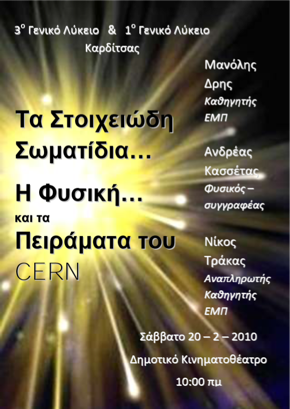 3ο Γενικό Λύκειο & 1ο Γενικό Λύκειο
Καρδίτσας
Τα Στοιχειώδη
Σωματίδια...
Η Φυσική...
και τα
Πειράματα του
CERN
Μανόλης
Δρης
Καθηγητής
ΕΜΠ
Ανδρέας
Κασσέτας
Φυσικός –
συγγραφέας
Νίκος
Τράκας
Αναπληρωτής
Καθηγητής
ΕΜΠ
Σάββατο 20 – 2 – 2010
Δημοτικό Κινηματοθέατρο
10:00 πμ